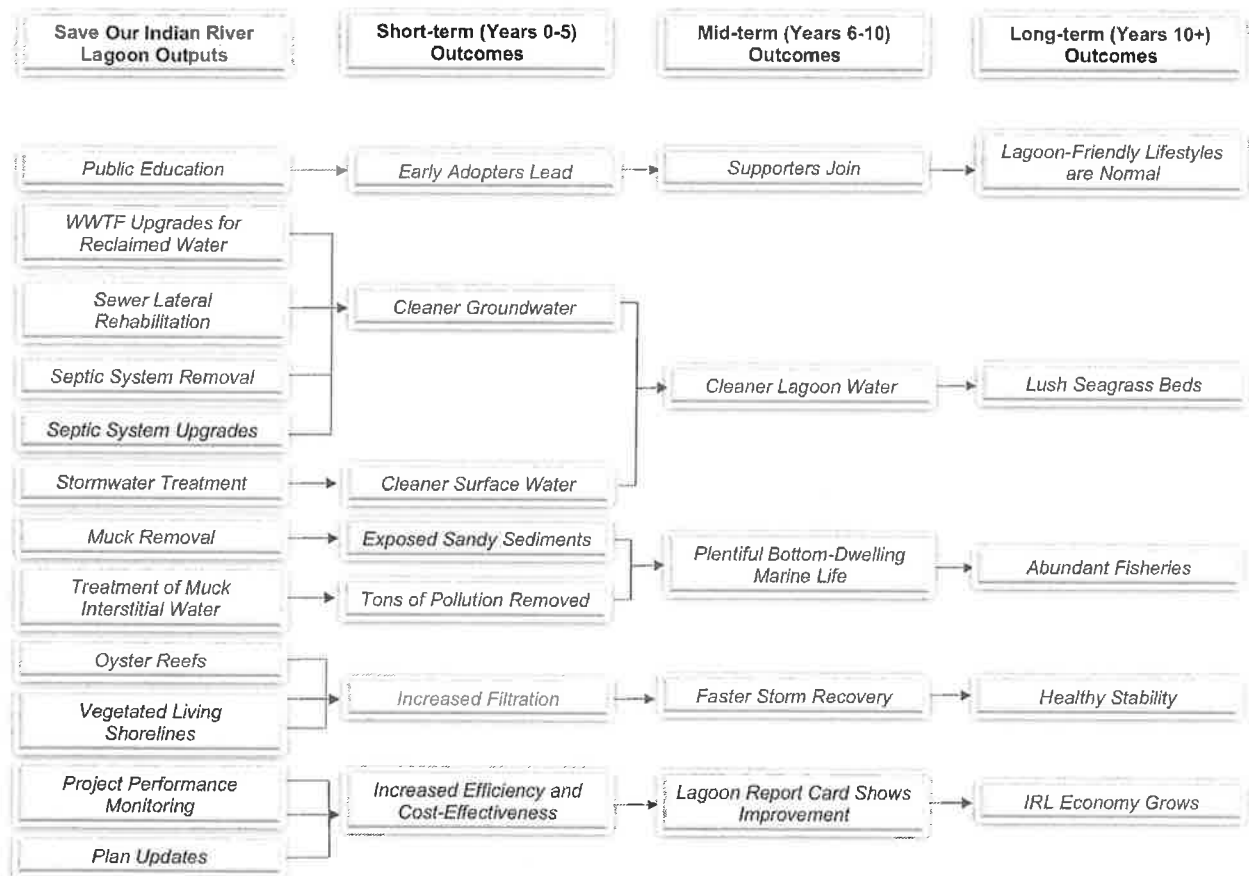 Save Our Indian River
Lagoon Outputs
Short-term (Years 0-5)
Outcomes
Mid-term (Years 6-10)
Outcomes
Long-term (Years 10+)
Outcomes
Public Education
Early Adopters Lead
Supporters Join
Lagoon-Friendly Lifestyles
are Normal
WWTF Upgrades for
Reclaimed Water
Sewer Lateral
Rehabilitation
Cleaner Groundwater
Septic System Removal
Cleaner Lagoon Water
Lush Seagrass Beds
Septic System Upgrades
Stormwater Treatment
Cleaner Surface Water
Muck Removal
Exposed Sandy Sediments
Plentiful Bottom-Dwelling
Marine Life
Abundant Fisheries
Treatment of Muck
Interstitial Water
Tons of Pollution Removed
Oyster Reefs
Increased Filtration
Faster Storm Recovery
Healthy Stability
Vegetated Living
Shorelines
Project Performance
Monitoring
Increased Efficiency and
Cost-Effectiveness
Lagoon Report Card Shows
Improvement
IRL Economy Grows
Plan Updates